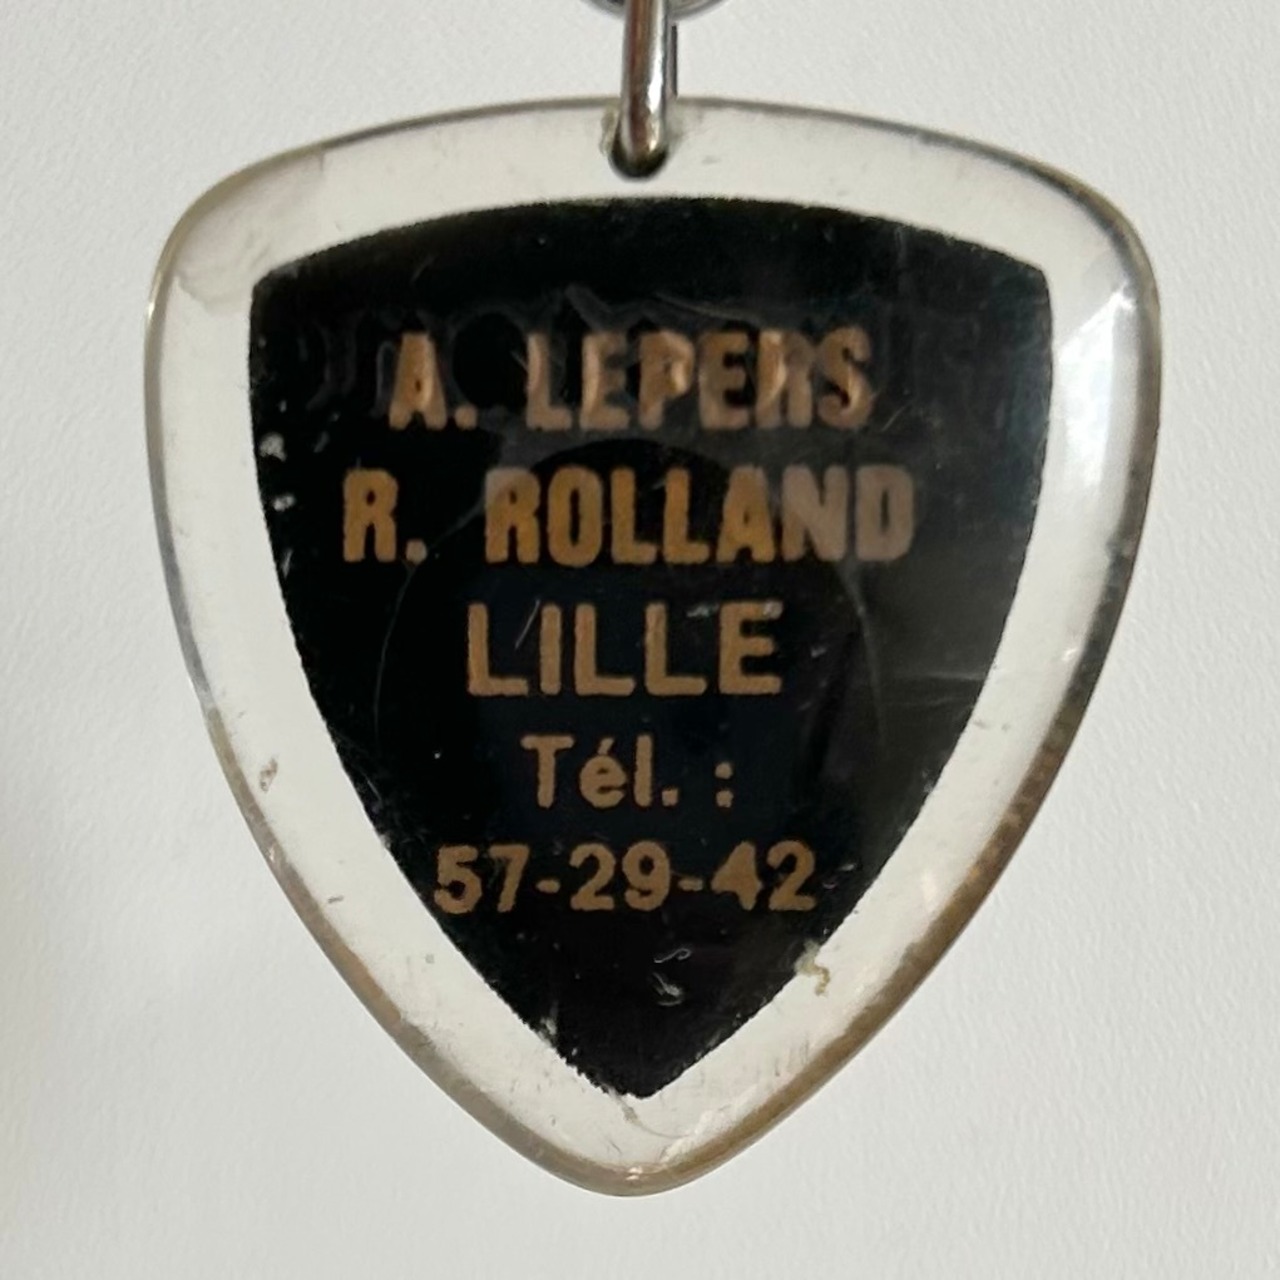 A. LEPERS
R. ROLLAND
LILLE
Tél. :
57-29-42